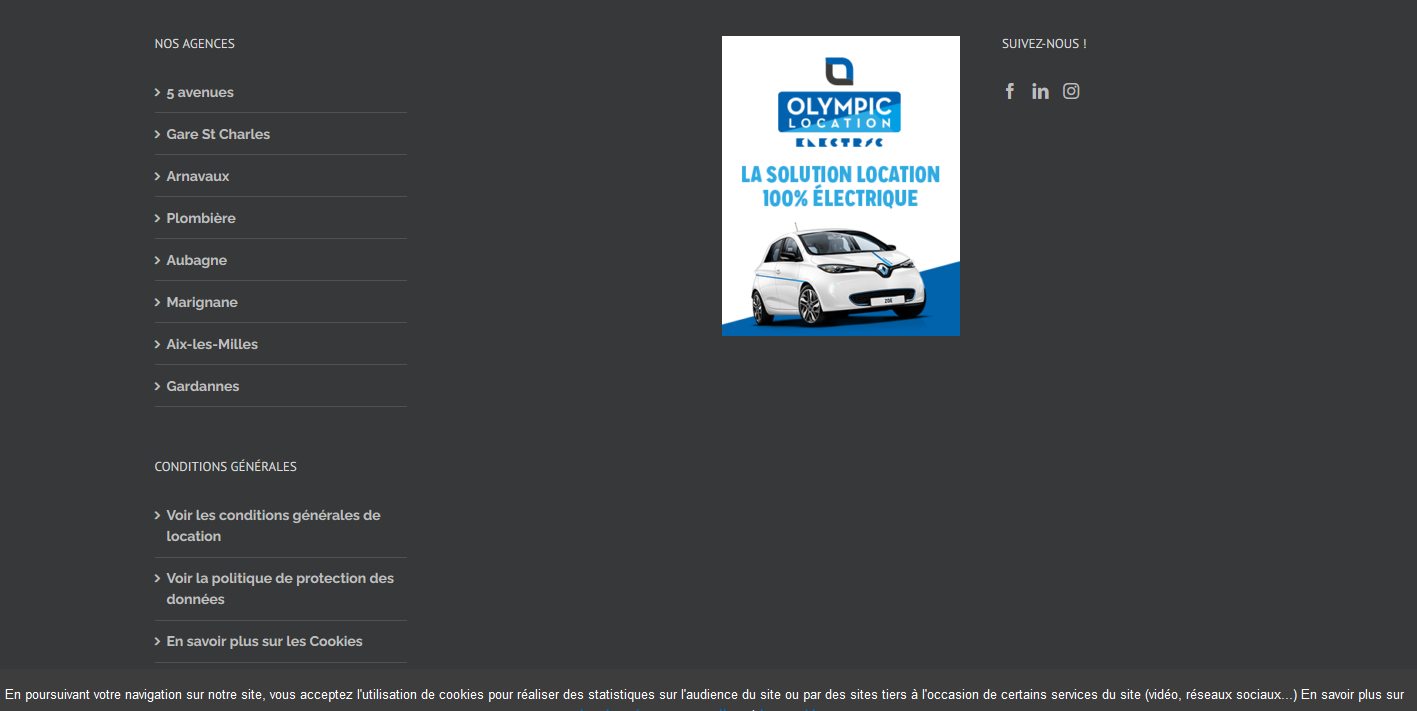 NOS AGENCES
5 avenues
Gare St Charles
Arnavaux
Plombière
Aubagne
Marignane
Aix-les-Milles
Gardannes
CONDITIONS GÉNÉRALES
Voir les conditions générales de
location
Voir la politique de protection des
données
En savoir plus sur les Cookies
OLYMPIC
LOCATION
ELECTRIC
LA SOLUTION LOCATION
100% ÉLECTRIQUE
ZOE
SUIVEZ-NOUS !
En poursuivant votre navigation sur notre site, vous acceptez l'utilisation de cookies pour réaliser des statistiques sur l'audience du site ou par des sites tiers à l'occasion de certains services du site (vidéo, réseaux sociaux...) En savoir plus sur